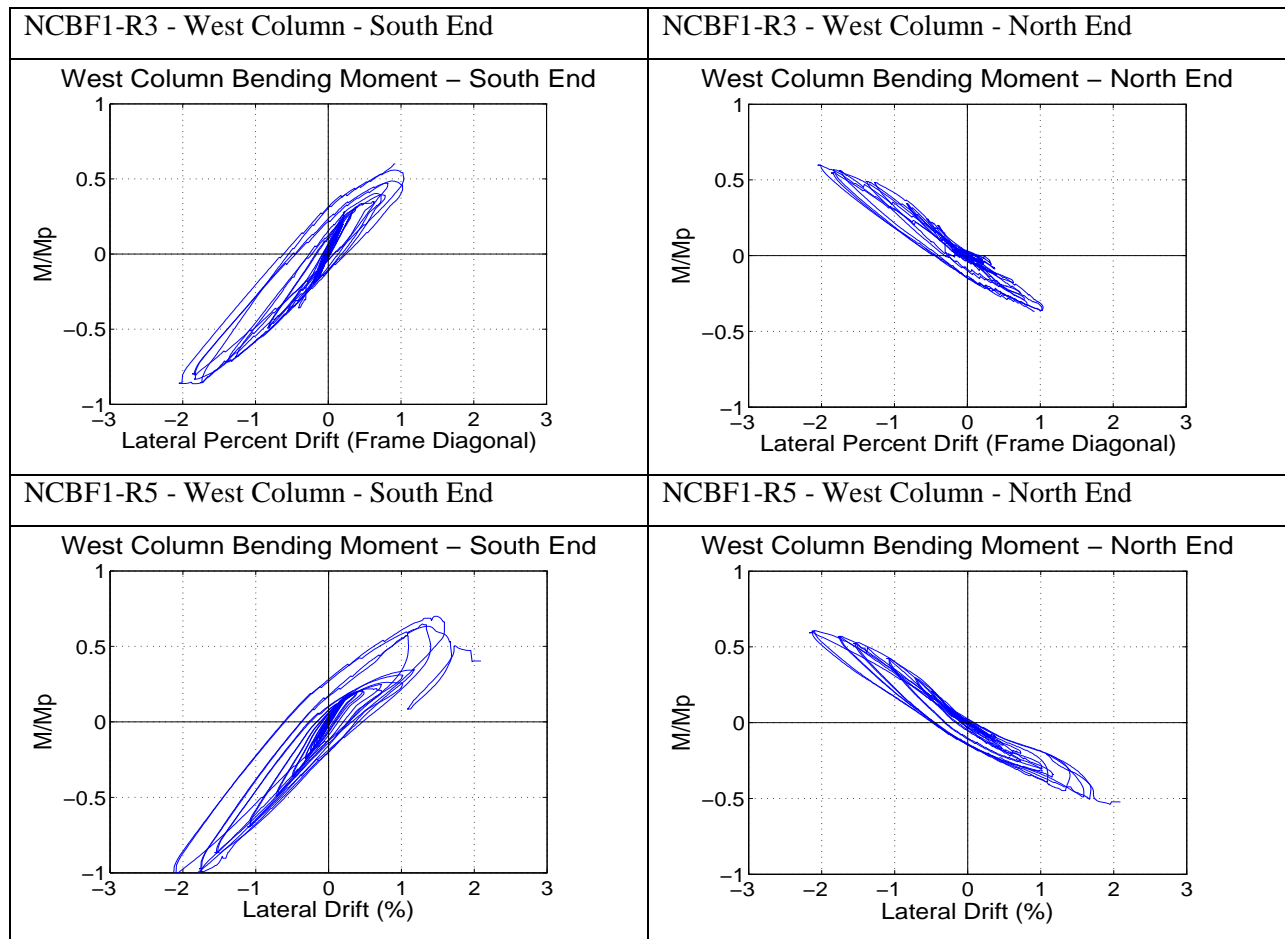 NCBF1-R3 - West Column - South End
NCBF1-R3 - West Column - North End
West Column Bending Moment – South End
1
0.5
0
−0.5
−1
M/Mp
−3 −2 −1 0 1 2 3
Lateral Percent Drift (Frame Diagonal)
West Column Bending Moment – North End
1
0.5
0
−0.5
−1
M/Mp
−3 −2 −1 0 1 2 3
Lateral Percent Drift (Frame Diagonal)
NCBF1-R5 - West Column - South End
NCBF1-R5 - West Column - North End
West Column Bending Moment – South End
1
0.5
0
−0.5
−1
M/Mp
−3 −2 −1 0 1 2 3
Lateral Drift (%)
West Column Bending Moment – North End
1
0.5
0
−0.5
−1
M/Mp
−3 −2 −1 0 1 2 3
Lateral Drift (%)